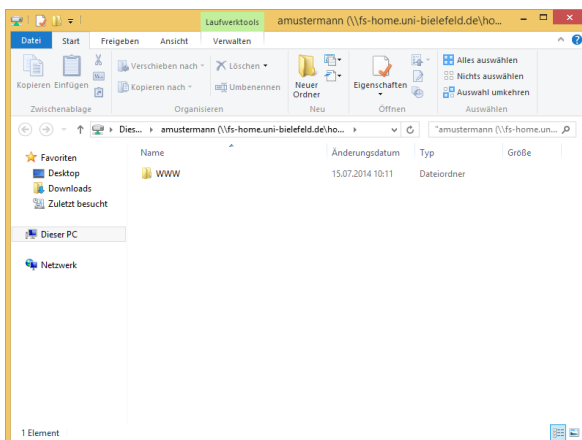 Laufwerktools amustermann (\\fs-home.uni-bielefeld.de\ho...
Datei Start Freigeben Ansicht Verwalten
Kopieren Einfügen
Verschieben nach
Kopieren nach
Löschen
Umbenennen
Neuer
Ordner
Eigenschaften
Alles auswählen
Nichts auswählen
Auswahl umkehren
Zwischenablage Organisieren Neu Öffnen Auswählen
Dies... amustermann (\\fs-home.uni-bielefeld.de\ho... "amustermann (\\fs-home.un...
Name Änderungsdatum Typ Größe
WWW 15.07.2014 10:11 Dateiordner
Favoriten
Desktop
Downloads
Zuletzt besucht
Dieser PC
Netzwerk
1 Element